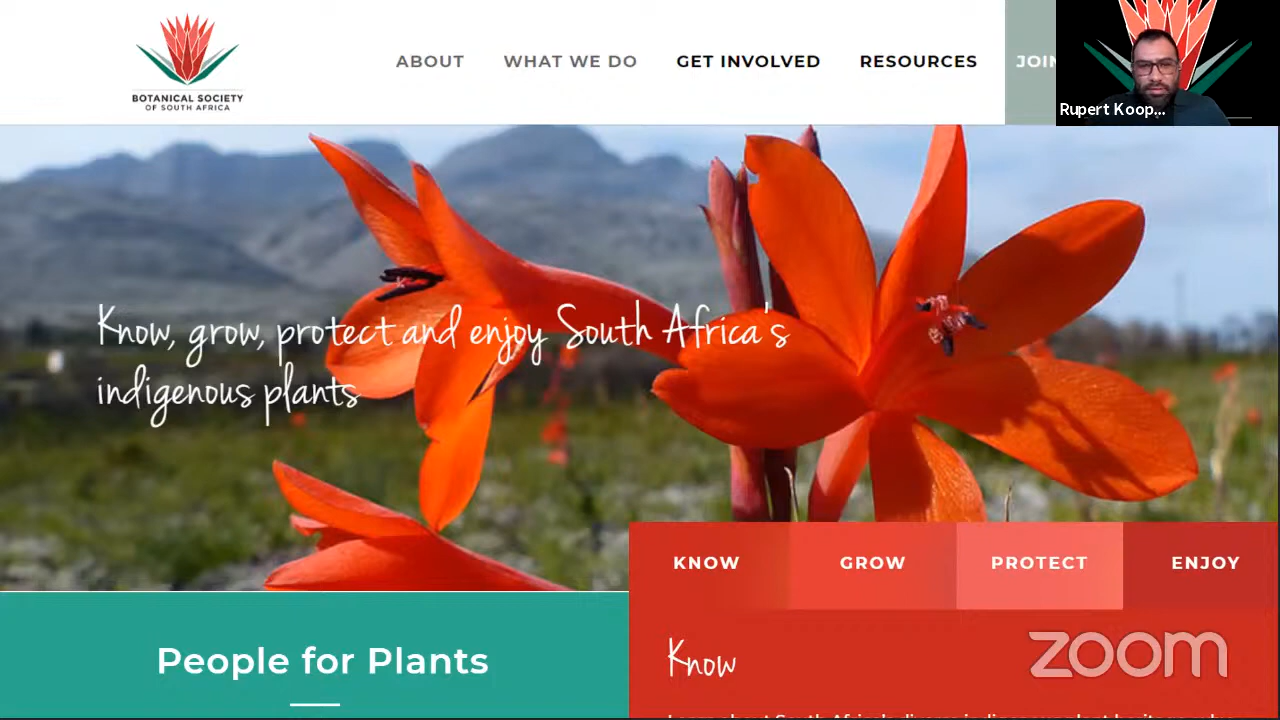 BOTANICAL SOCIETY
OF SOUTH AFRICA
ABOUT WHAT WE DO GET INVOLVED RESOURCES
Rupert Koop...
Know, grow, protect and enjoy South Africa's
indigenous plants
KNOW GROW PROTECT ENJOY
People for Plants
Know
zoom